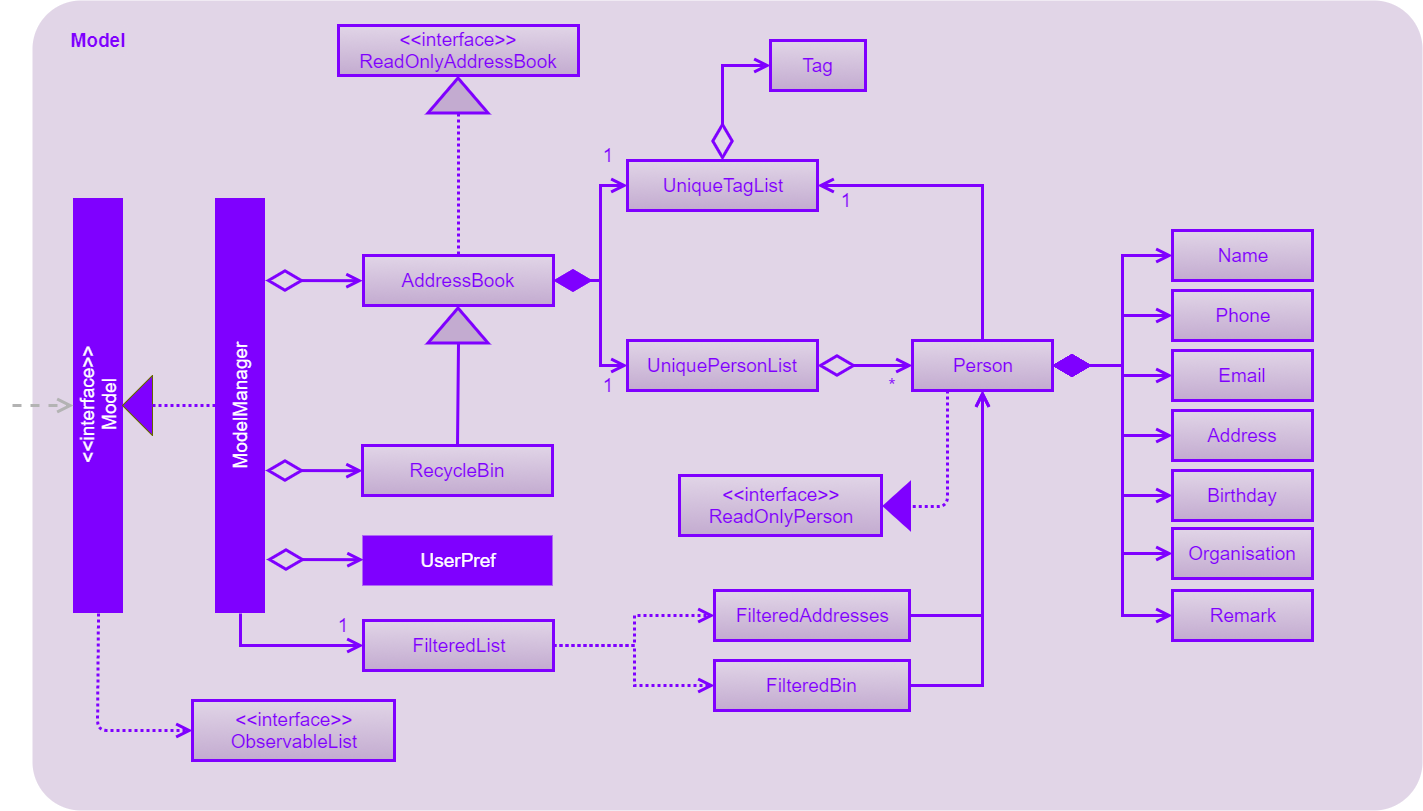 Model
<<interface>>
ReadOnlyAddressBook
Tag
1
UniqueTagList
1
<<interface>>
Model
ModelManager
AddressBook
Name
Phone
UniquePersonList
1
*
Person
Email
Address
RecycleBin
<<interface>>
ReadOnlyPerson
Birthday
Organisation
UserPref
FilteredAddresses
Remark
1
FilteredList
FilteredBin
<<interface>>
ObservableList